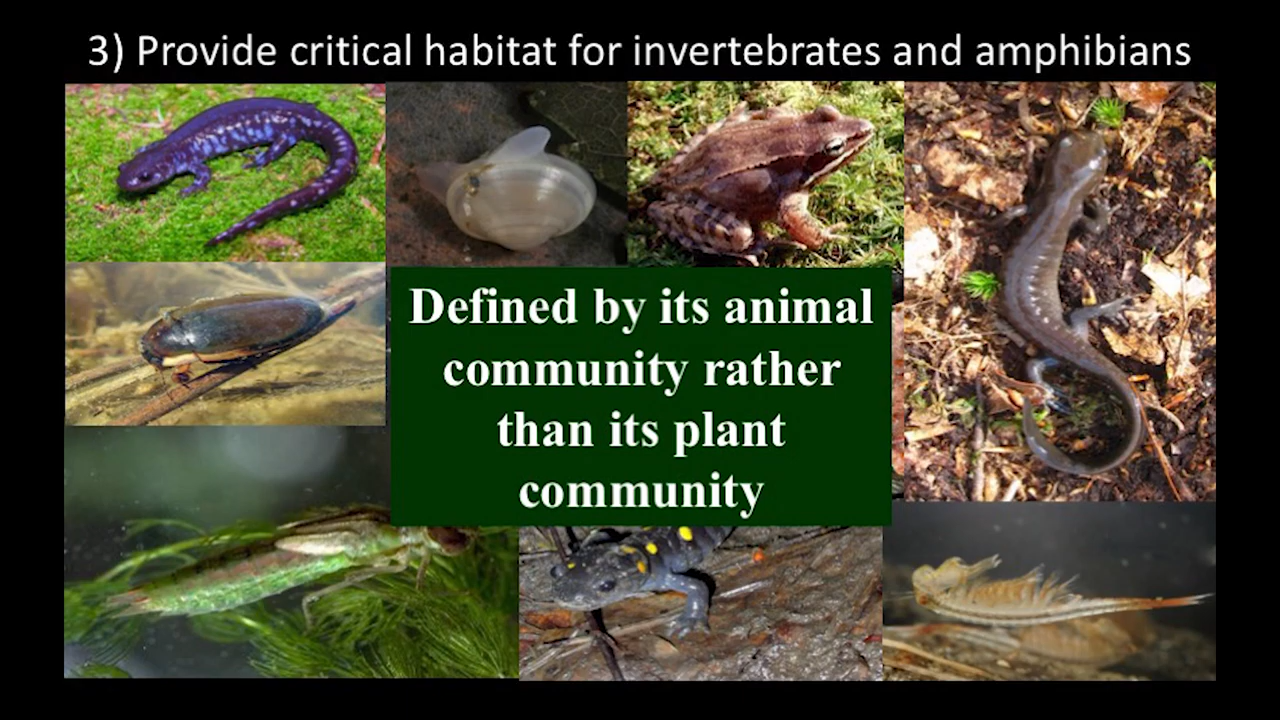 3) Provide critical habitat for invertebrates and amphibians
Defined by its animal
community rather
than its plant
community